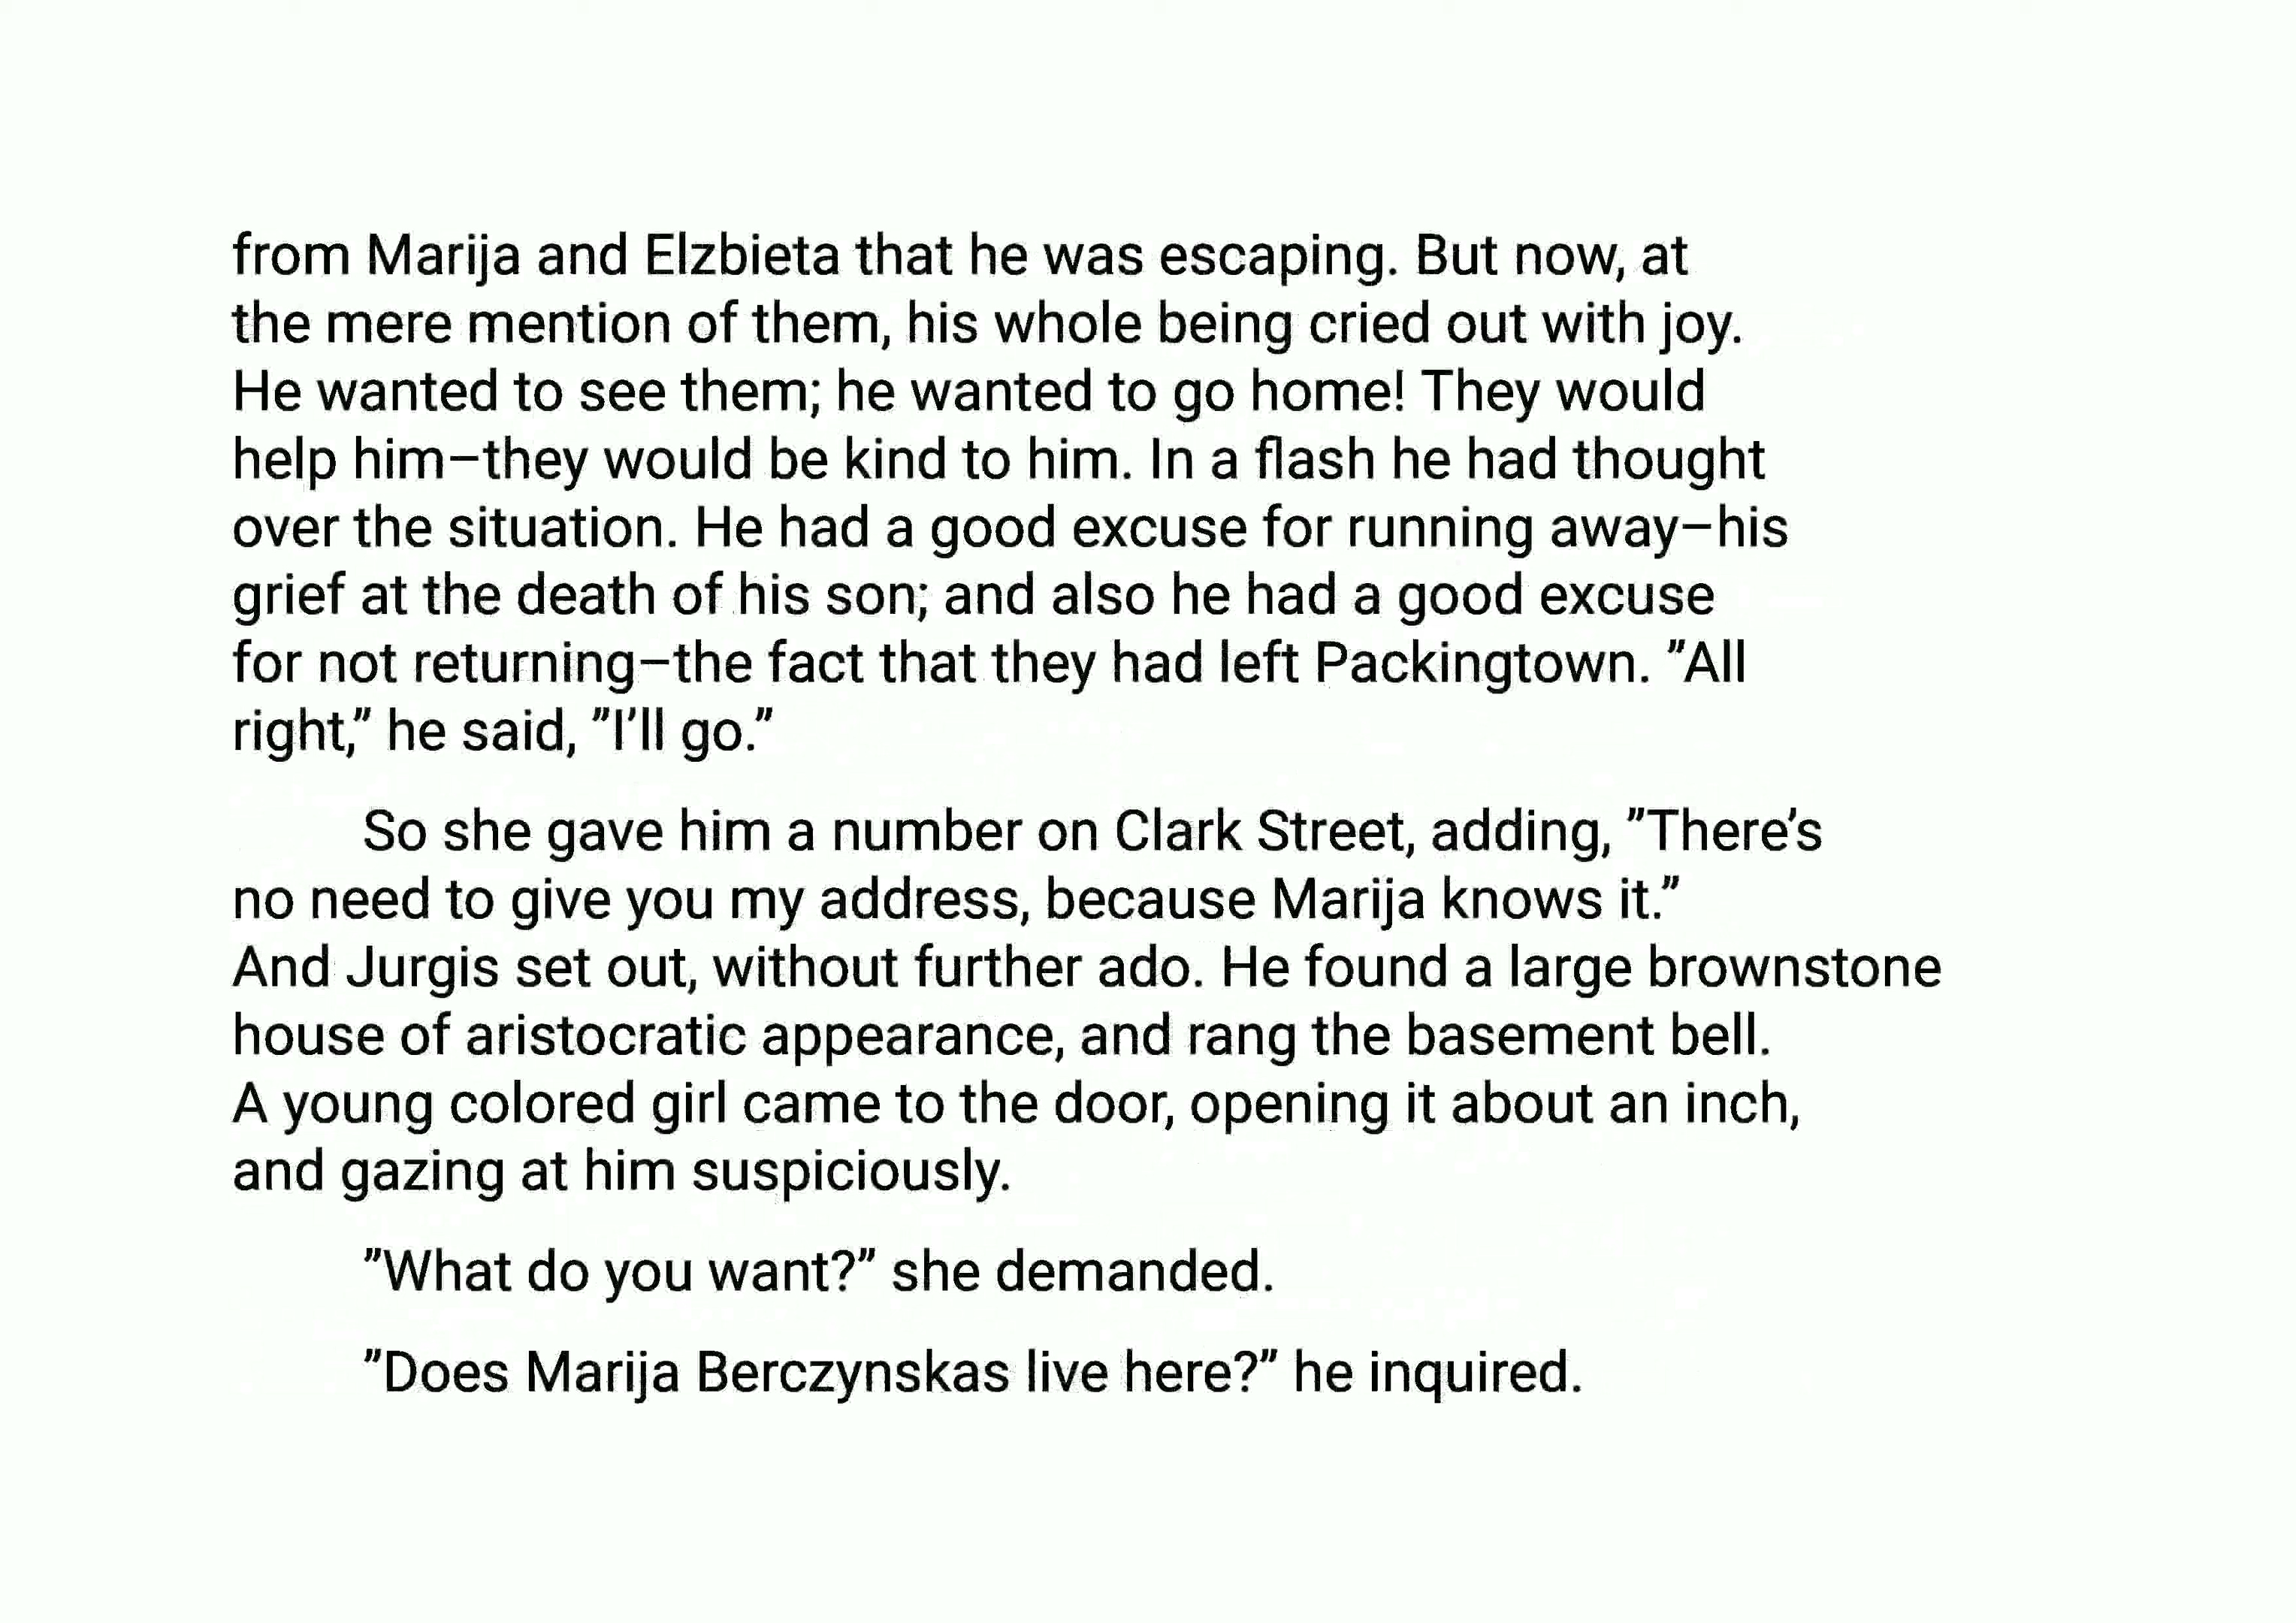 from Marija and Elzbieta that he was escaping. But now, at
the mere mention of them, his whole being cried out with joy.
He wanted to see them; he wanted to go home! They would
help him–they would be kind to him. In a flash he had thought
over the situation. He had a good excuse for running away–his
grief at the death of his son; and also he had a good excuse
for not returning–the fact that they had left Packingtown. ”All
right,” he said, ”I’ll go.”
So she gave him a number on Clark Street, adding, ”There’s
no need to give you my address, because Marija knows it.”
And Jurgis set out, without further ado. He found a large brownstone
house of aristocratic appearance, and rang the basement bell.
A young colored girl came to the door, opening it about an inch,
and gazing at him suspiciously.
”What do you want?” she demanded.
”Does Marija Berczynskas live here?” he inquired.